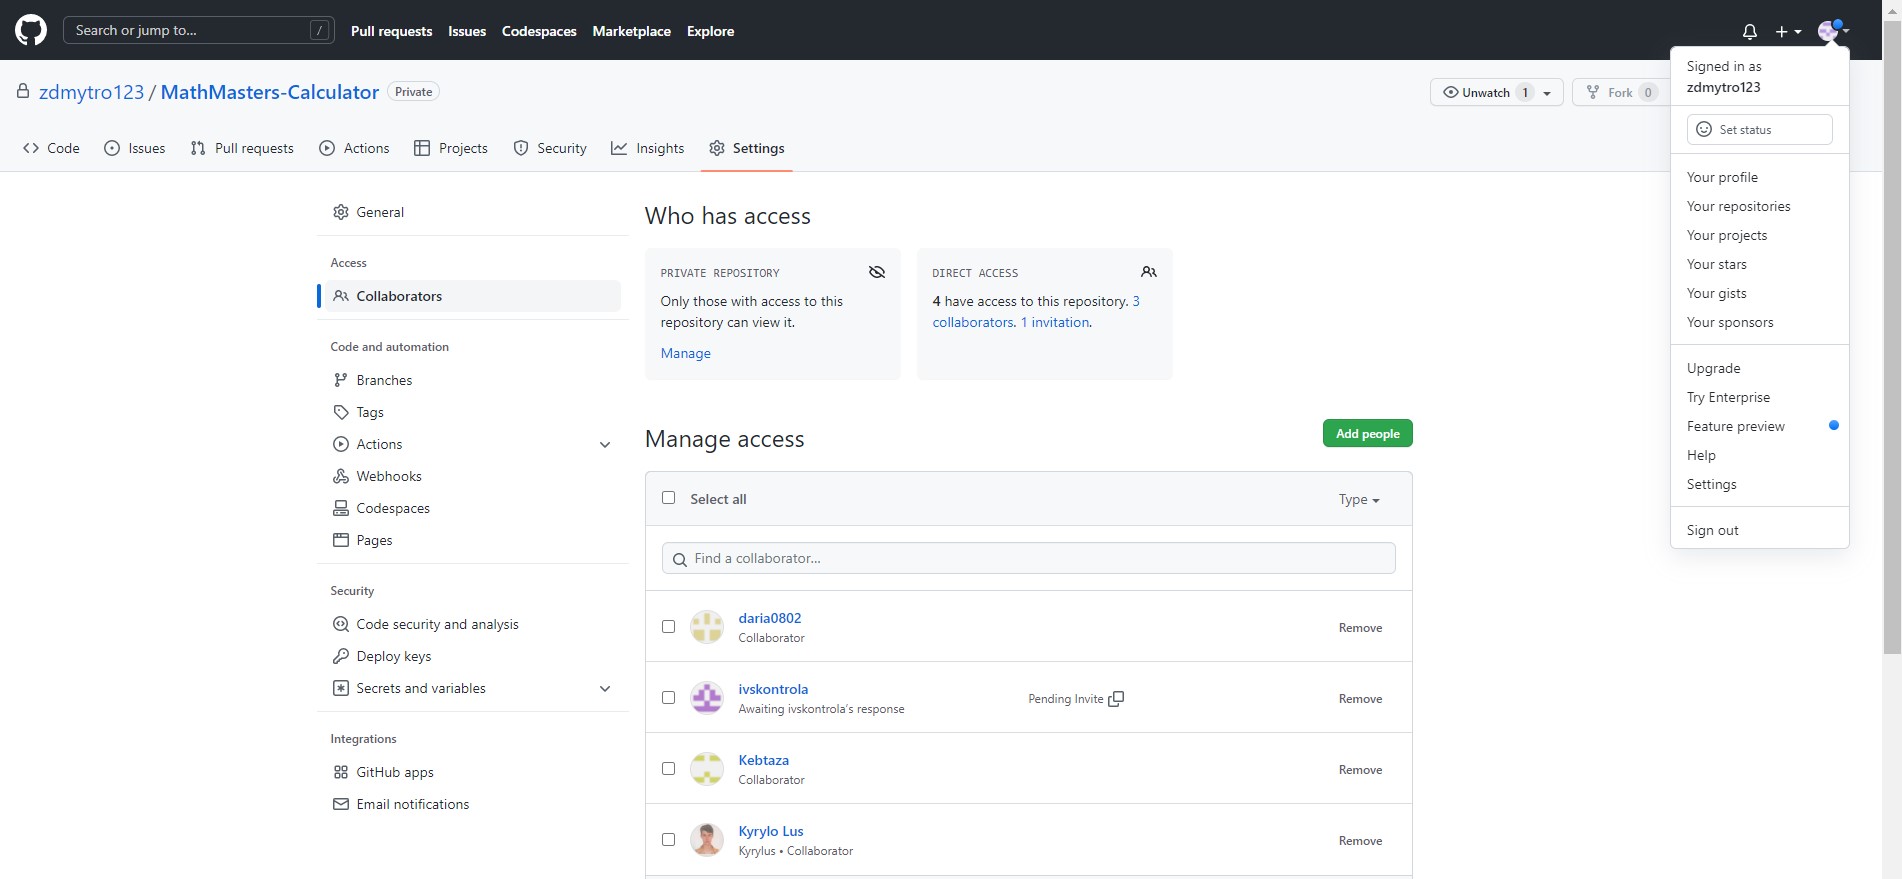 Search or jump to...
/
Pull requests
Issues
Codespaces
Marketplace
Explore
zdmytro123 / MathMasters-Calculator
Private
Unwatch 1
Fork 0
Code
Issues
Pull requests
Actions
Projects
Security
Insights
Settings
Signed in as
zdmytro123
Set status
Your profile
Your repositories
Your projects
Your stars
Your gists
Your sponsors
Upgrade
Try Enterprise
Feature preview
Help
Settings
Sign out
General
Access
Collaborators
Code and automation
Branches
Tags
Actions
Webhooks
Codespaces
Pages
Security
Code security and analysis
Deploy keys
Secrets and variables
Integrations
GitHub apps
Email notifications
Who has access
PRIVATE REPOSITORY
Only those with access to this
repository can view it.
Manage
DIRECT ACCESS
4 have access to this repository. 3
collaborators. 1 invitation.
Manage access
Add people
Select all
Type
Find a collaborator...
daria0802
Collaborator
Remove
ivskontrola
Awaiting ivskontrola's response
Pending Invite
Remove
Kebtaza
Collaborator
Remove
Kyrylo Lus
Kyrylus • Collaborator
Remove